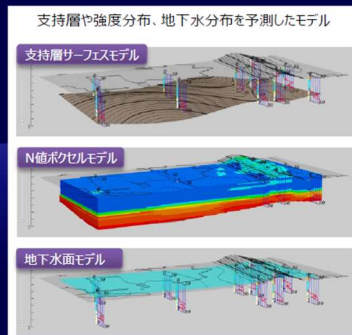 支持層や強度分布、地下水分布を予測したモデル
支持層サーフェスモデル
N値ボクセルモデル
地下水面モデル